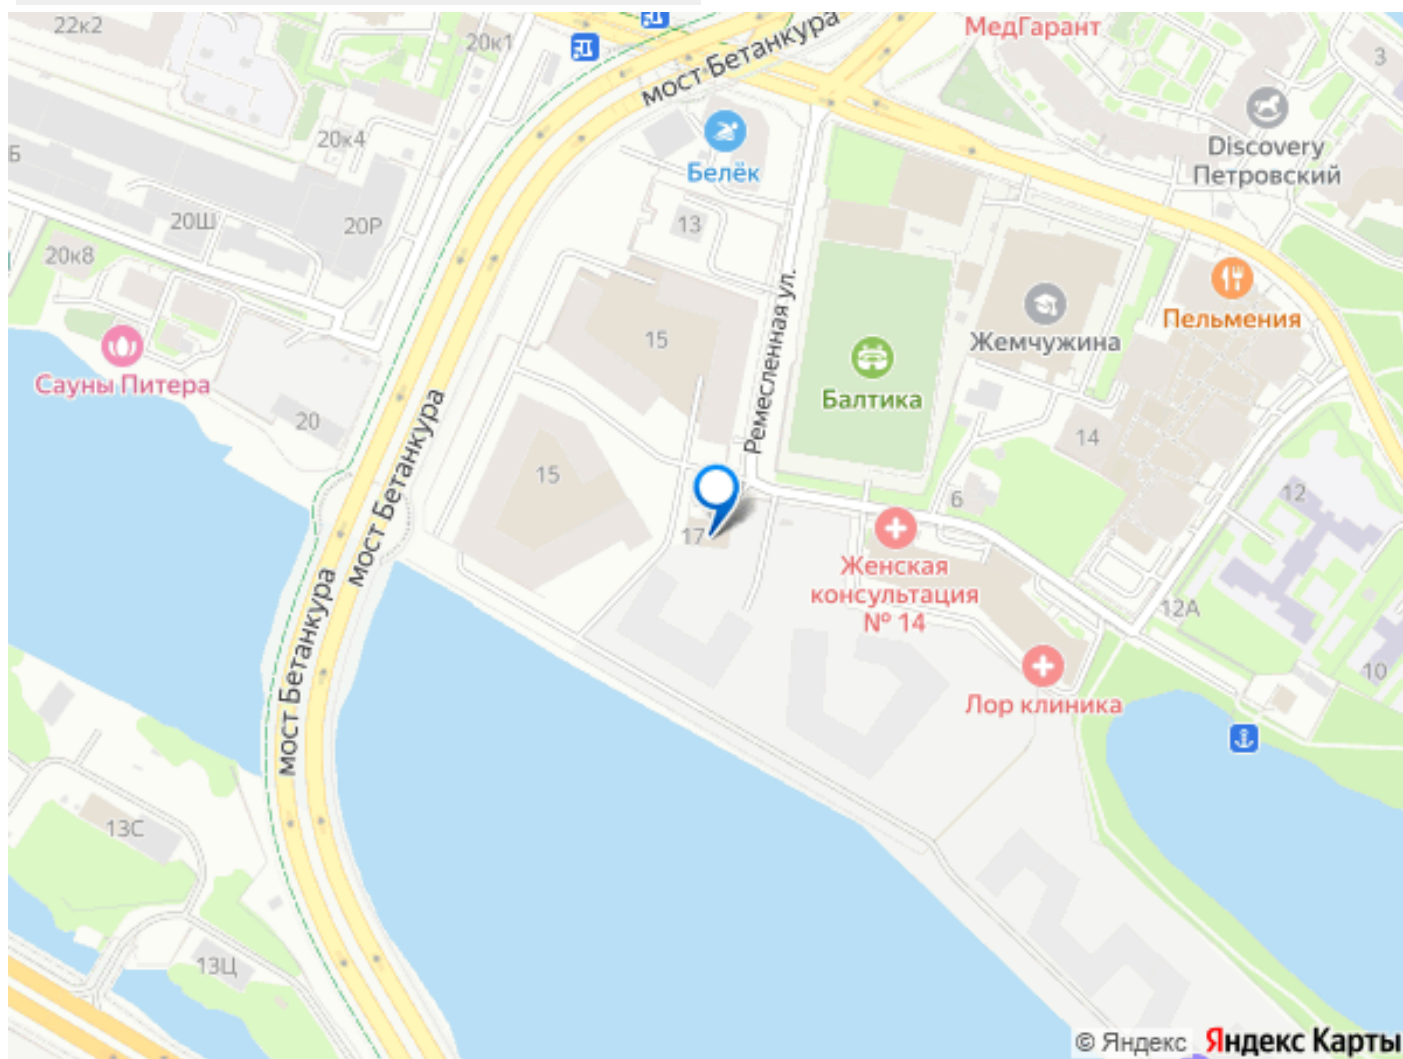 22к2
20к1
мост Бетанкура
МедГарант
3
20к4
Б
Белёк
Discovery
Петровский
20Ш
20Р
13
20к8
Ремесленная ул.
Пельмения
15
Жемчужина
Сауны Питера
Балтика
20
мост Бетанкура
14
15
12
6
17
Женская
консультация
№ 14
мост Бетанкура
12А
10
Лор клиника
13С
13Ц
© Яндекс Яндекс Карты